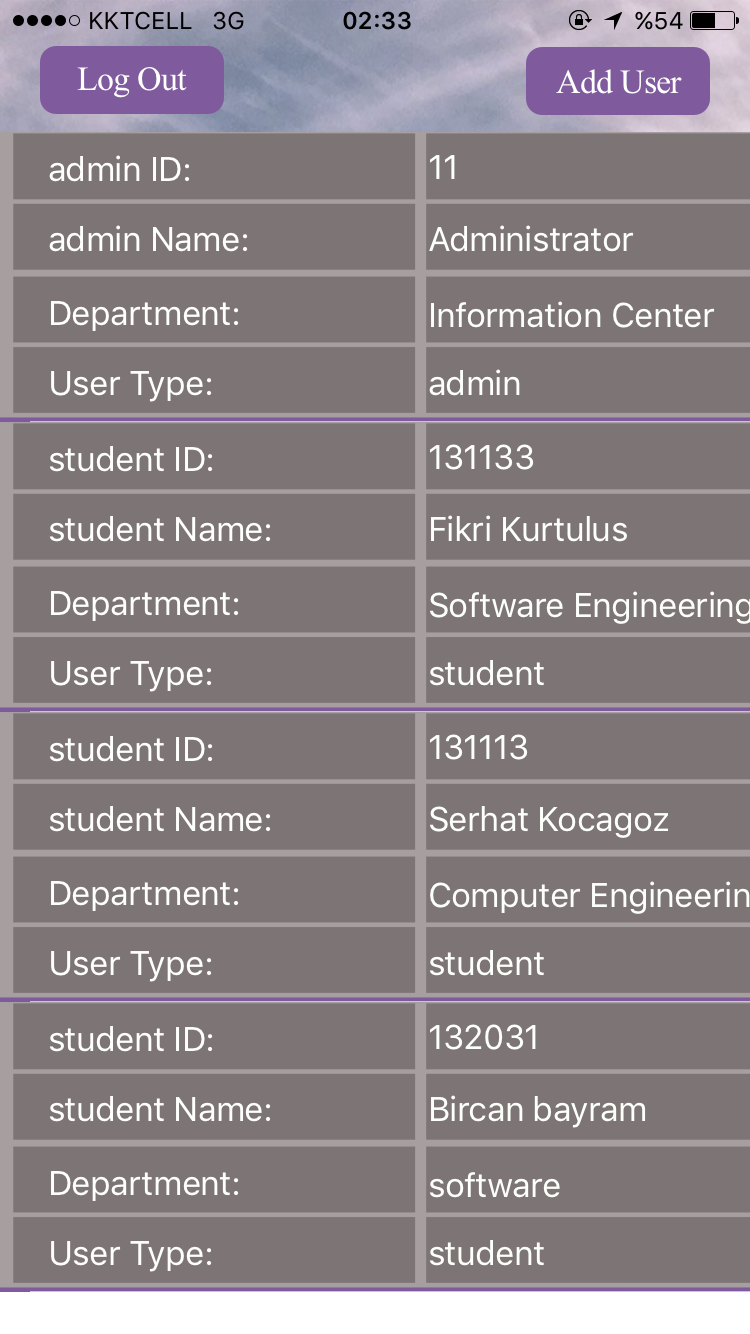 KKTCELL 3G 02:33 %54
Log Out Add User
admin ID: 11
admin Name: Administrator
Department: Information Center
User Type: admin
student ID: 131133
student Name: Fikri Kurtulus
Department: Software Engineering
User Type: student
student ID: 131113
student Name: Serhat Kocagoz
Department: Computer Engineerin
User Type: student
student ID: 132031
student Name: Bircan bayram
Department: software
User Type: student